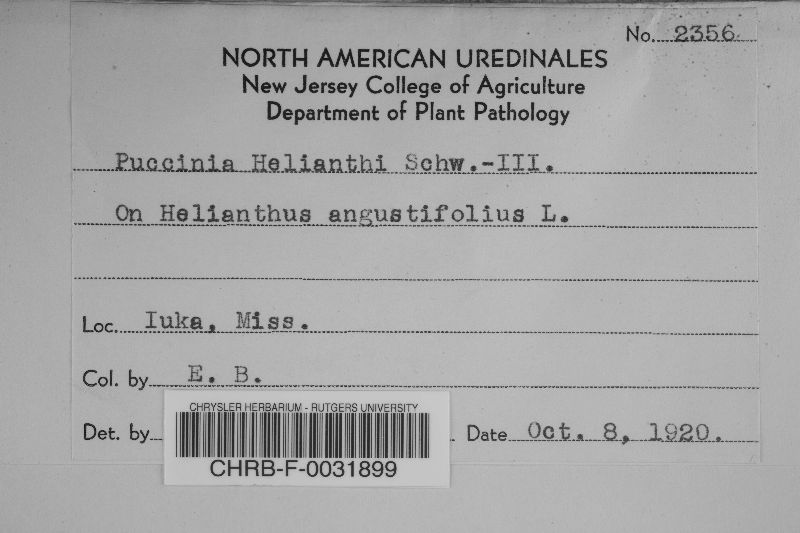 No. 2356
NORTH AMERICAN UREDINALES
New Jersey College of Agriculture
Department of Plant Pathology
Puccinia Helianthi Schw.-III.
On Helianthus angustifolius L.
Loc. Iuka, Miss.
Col. by E. B.
Det. by Date Oct. 8, 1920.
CHRYSLER HERBARIUM - RUTGERS UNIVERSITY
CHRB-F-0031899